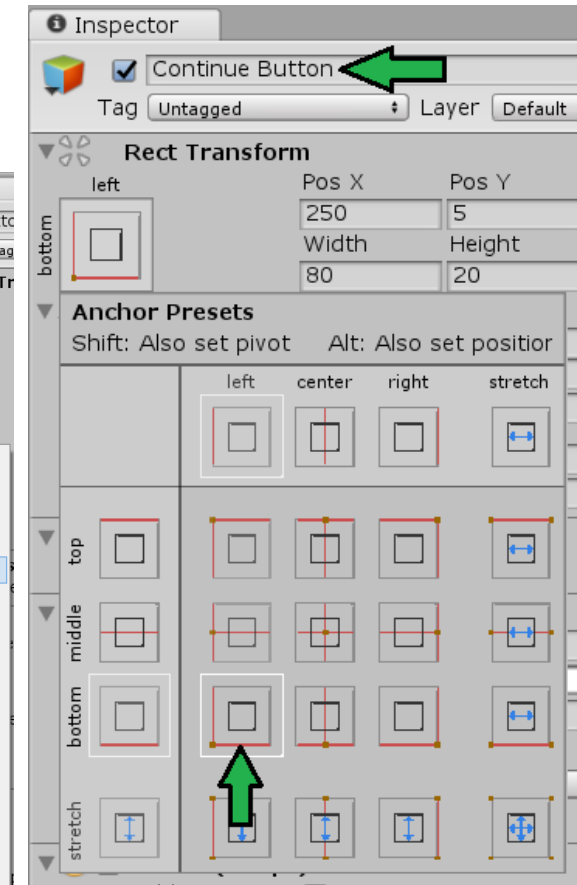 Inspector
Continue Button
Tag Untagged Layer Default
Rect Transform
left Pos X Pos Y
bottom 250 5
Width Height
80 20
Anchor Presets
Shift: Also set pivot Alt: Also set position
left center right stretch
top
middle
bottom
stretch